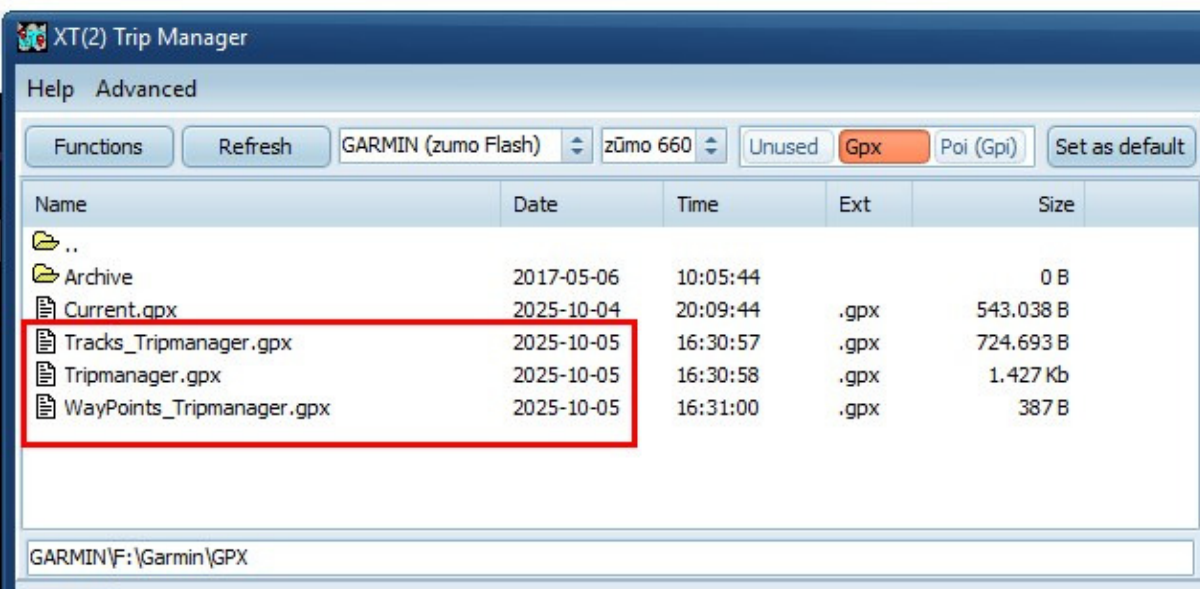 XT(2) Trip Manager
Help Advanced
Functions Refresh GARMIN (zumo Flash) zūmo 660 Unused Gpx Poi (Gpi) Set as default
Name Date Time Ext Size
..
Archive 2017-05-06 10:05:44 0 B
Current.gpx 2025-10-04 20:09:44 .gpx 543.038 B
Tracks_Tripmanager.gpx 2025-10-05 16:30:57 .gpx 724.693 B
Tripmanager.gpx 2025-10-05 16:30:58 .gpx 1.427 Kb
WayPoints_Tripmanager.gpx 2025-10-05 16:31:00 .gpx 387 B
GARMIN\F:\Garmin\GPX